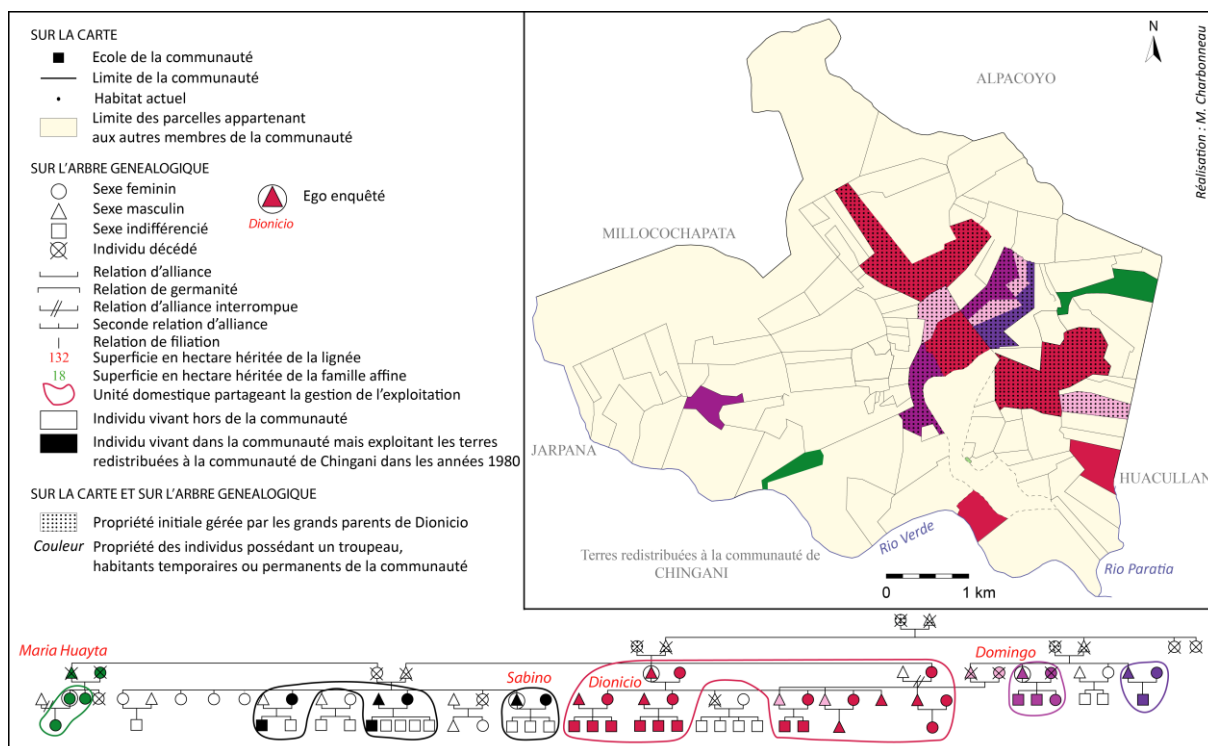 SUR LA CARTE
Ecole de la communauté
Limite de la communauté
Habitat actuel
Limite des parcelles appartenant
aux autres membres de la communauté
SUR L'ARBRE GENEALOGIQUE
Sexe feminin
Sexe masculin
Sexe indifférencié
Individu décédé
Ego enquêté
Dionicio
Relation d'alliance
Relation de germanité
Relation d'alliance interrompue
Seconde relation d'alliance
Relation de filiation
132 Superficie en hectare héritée de la lignée
18 Superficie en hectare héritée de la famille affine
Unité domestique partageant la gestion de l'exploitation
Individu vivant hors de la communauté
Individu vivant dans la communauté mais exploitant les terres
redistribuées à la communauté de Chingani dans les années 1980
SUR LA CARTE ET SUR L'ARBRE GENEALOGIQUE
Propriété initiale gérée par les grands parents de Dionicio
Couleur Propriété des individus possédant un troupeau,
habitants temporaires ou permanents de la communauté
N
ALPACOYO
Réalisation : M. Charbonneau
MILLOCOCHAPATA
JARPANA
HUACULLANI
Rio Verde
Terres redistribuées à la communauté de
CHINGANI
Rio Paratia
0 1 km
Maria Huayta
Sabino
Dionicio
Domingo